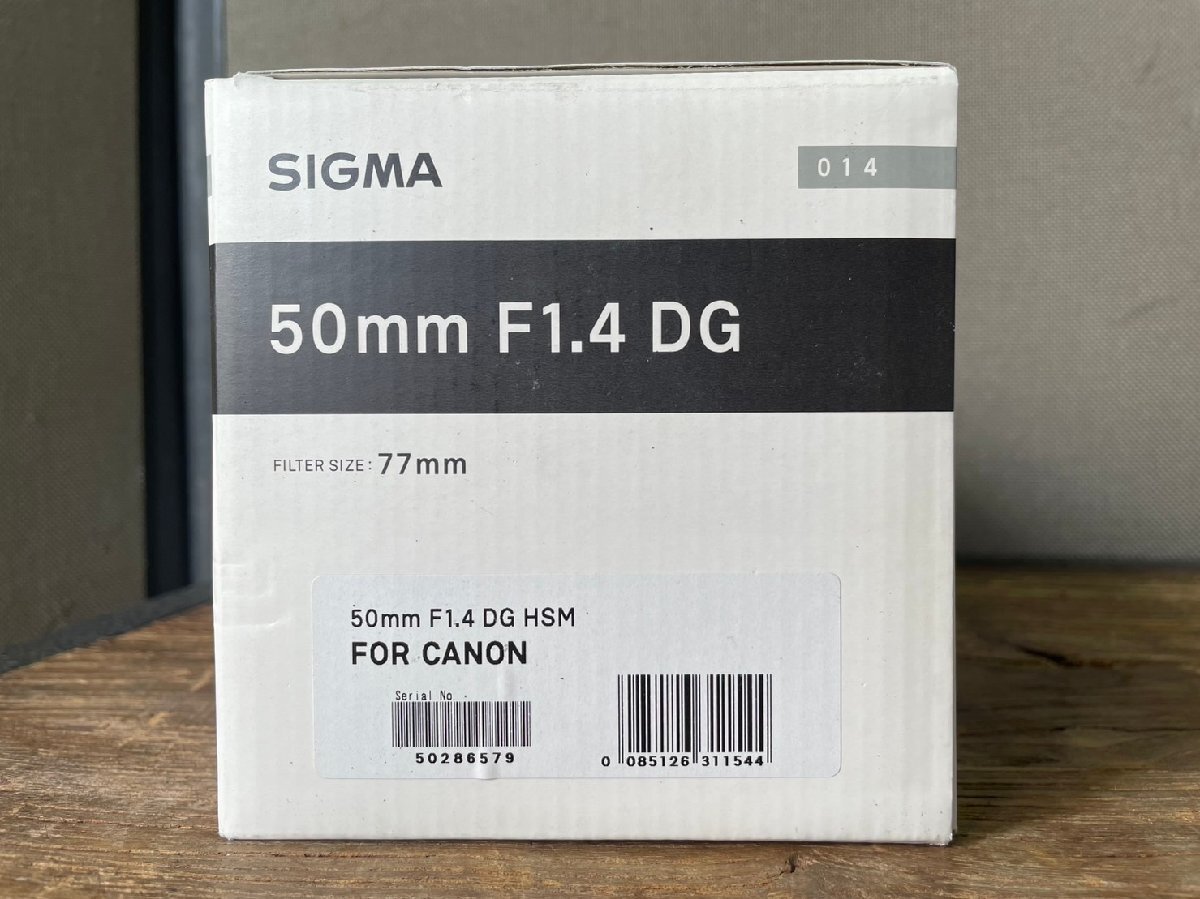 SIGMA
014
50mm F1.4 DG
FILTER SIZE: 77mm
50mm F1.4 DG HSM
FOR CANON
Serial No
50286579
0 085126 311544